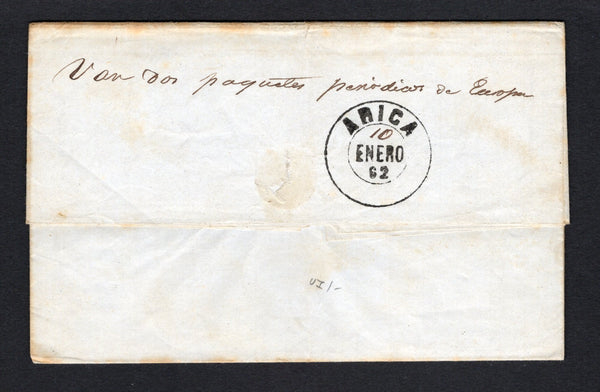 Van dos paquetes periodicos de Europa
ARICA
10
ENERO
62